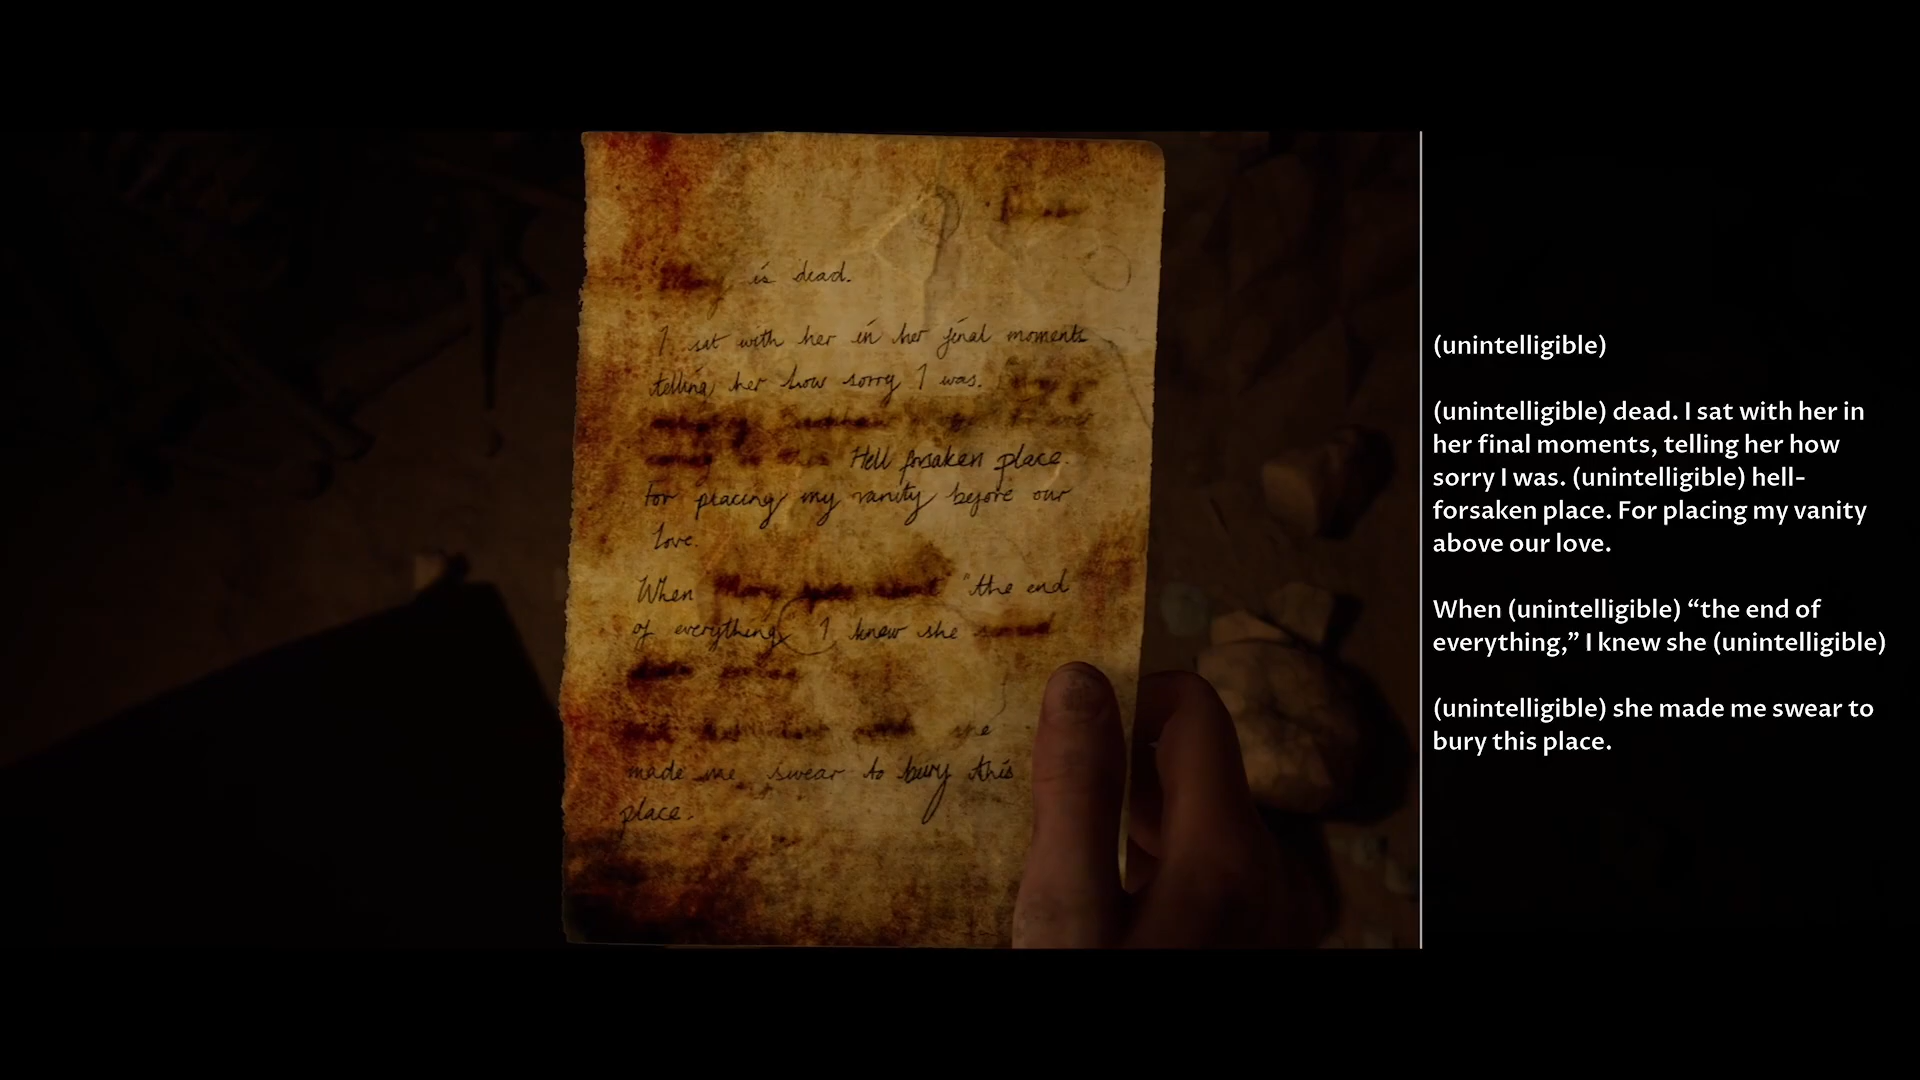 is dead.
I sat with her in her final moments
telling her how sorry I was.
Hell forsaken place.
For placing my vanity before our
love.
When "the end
of everything, I knew she
she
made me swear to bury this
place.
(unintelligible)
(unintelligible) dead. I sat with her in
her final moments, telling her how
sorry I was. (unintelligible) hell-
forsaken place. For placing my vanity
above our love.
When (unintelligible) “the end of
everything,” I knew she (unintelligible)
(unintelligible) she made me swear to
bury this place.